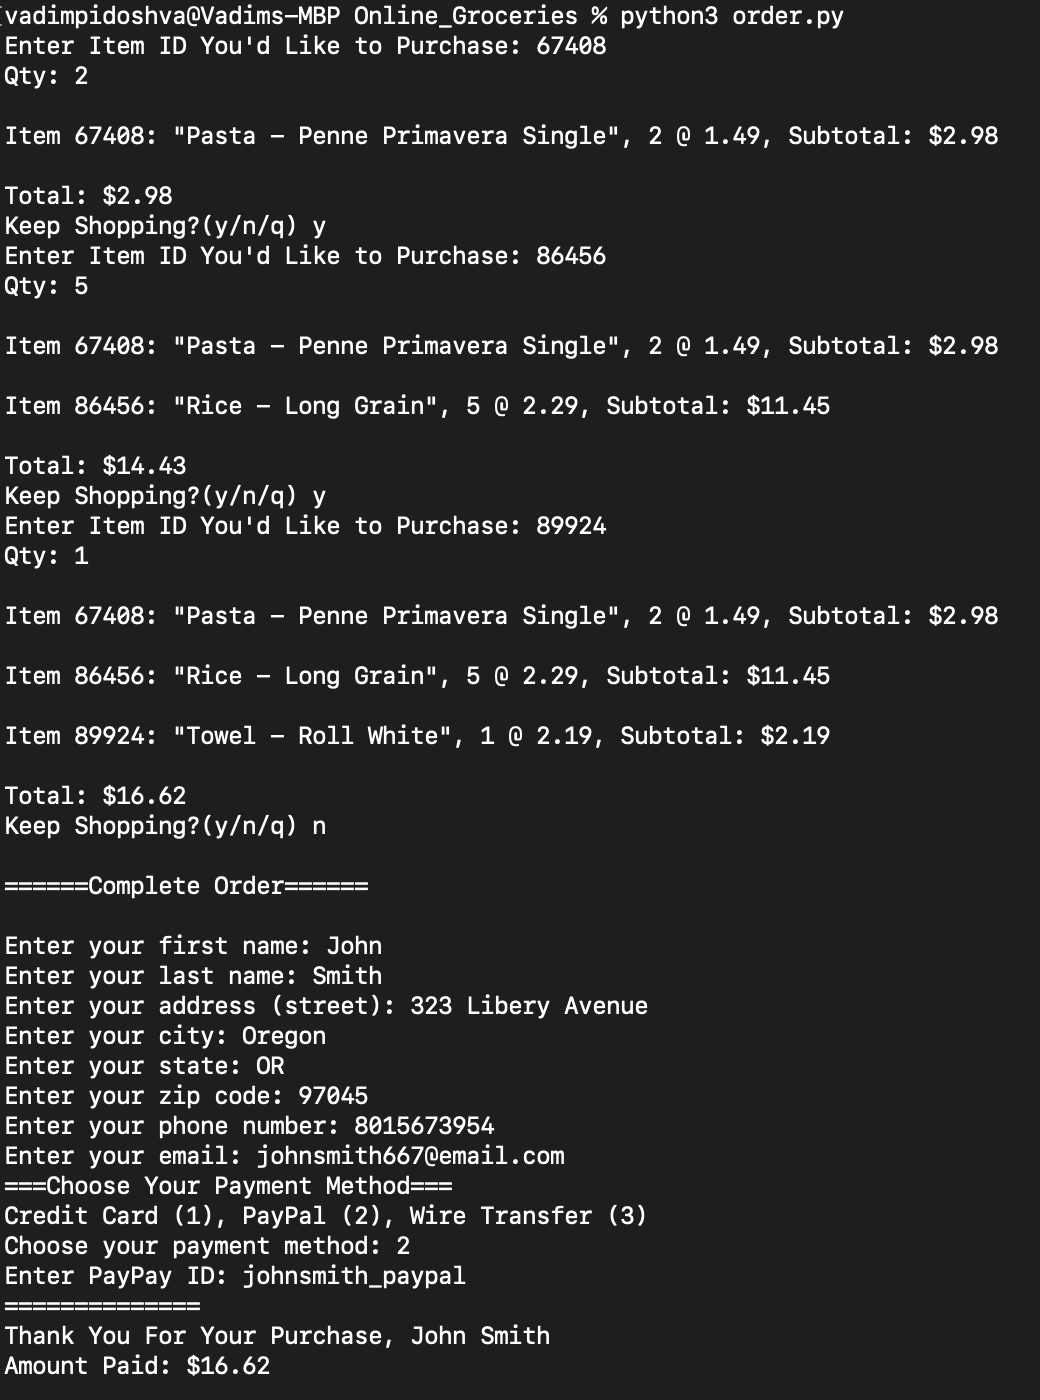 vadimpidoshva@Vadims-MBP Online_Groceries % python3 order.py
Enter Item ID You'd Like to Purchase: 67408
Qty: 2
Item 67408: "Pasta - Penne Primavera Single", 2 @ 1.49, Subtotal: $2.98
Total: $2.98
Keep Shopping?(y/n/q) y
Enter Item ID You'd Like to Purchase: 86456
Qty: 5
Item 67408: "Pasta - Penne Primavera Single", 2 @ 1.49, Subtotal: $2.98
Item 86456: "Rice - Long Grain", 5 @ 2.29, Subtotal: $11.45
Total: $14.43
Keep Shopping?(y/n/q) y
Enter Item ID You'd Like to Purchase: 89924
Qty: 1
Item 67408: "Pasta - Penne Primavera Single", 2 @ 1.49, Subtotal: $2.98
Item 86456: "Rice - Long Grain", 5 @ 2.29, Subtotal: $11.45
Item 89924: "Towel - Roll White", 1 @ 2.19, Subtotal: $2.19
Total: $16.62
Keep Shopping?(y/n/q) n
======Complete Order======
Enter your first name: John
Enter your last name: Smith
Enter your address (street): 323 Libery Avenue
Enter your city: Oregon
Enter your state: OR
Enter your zip code: 97045
Enter your phone number: 8015673954
Enter your email: johnsmith667@email.com
===Choose Your Payment Method===
Credit Card (1), PayPal (2), Wire Transfer (3)
Choose your payment method: 2
Enter PayPay ID: johnsmith_paypal
==============
Thank You For Your Purchase, John Smith
Amount Paid: $16.62